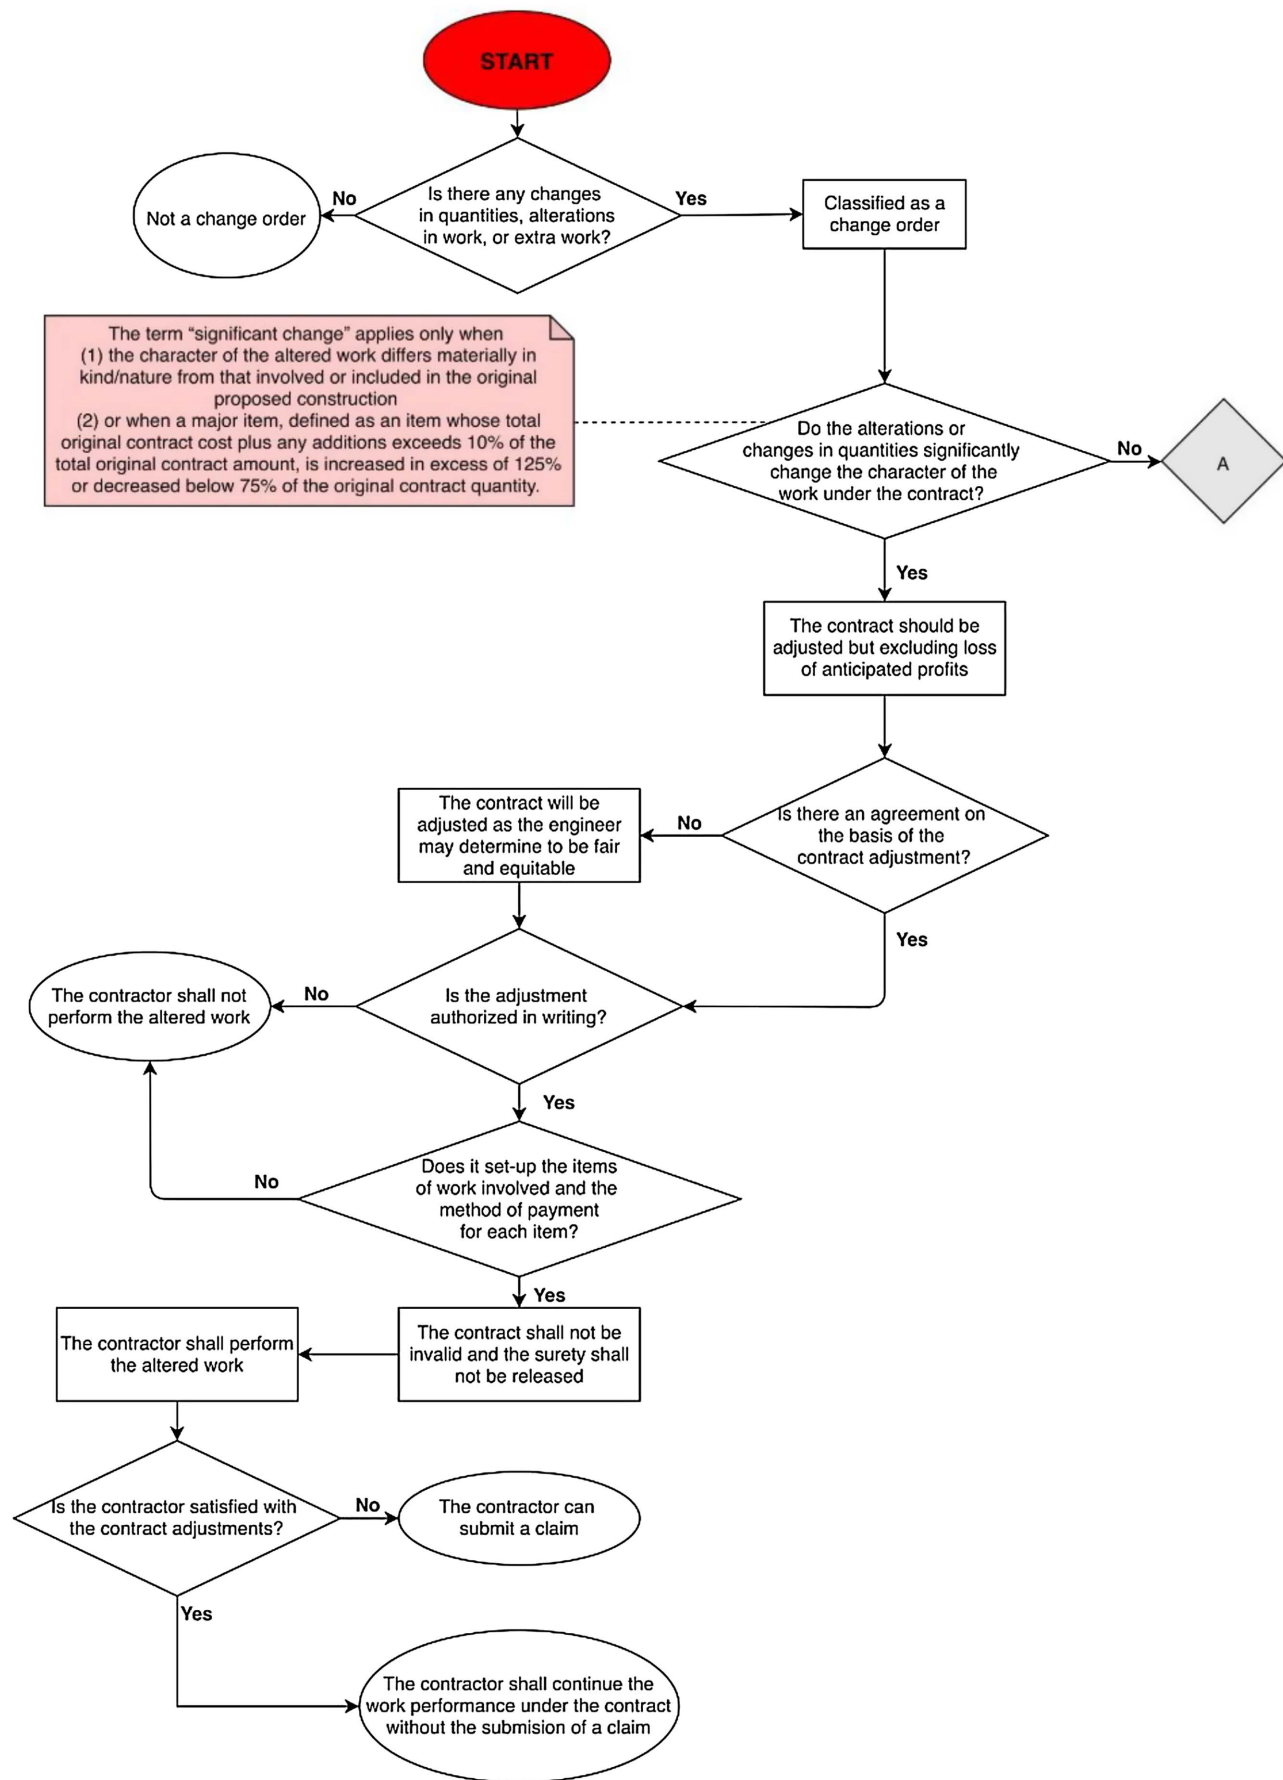 START
Is there any changes
in quantities, alterations
in work, or extra work?
No
Yes
Not a change order
Classified as a
change order
The term “significant change” applies only when
(1) the character of the altered work differs materially in
kind/nature from that involved or included in the original
proposed construction
(2) or when a major item, defined as an item whose total
original contract cost plus any additions exceeds 10% of the
total original contract amount, is increased in excess of 125%
or decreased below 75% of the original contract quantity.
Do the alterations or
changes in quantities significantly
change the character of the
work under the contract?
No
A
Yes
The contract should be
adjusted but excluding loss
of anticipated profits
Is there an agreement on
the basis of the
contract adjustment?
No
The contract will be
adjusted as the engineer
may determine to be fair
and equitable
Yes
Is the adjustment
authorized in writing?
No
The contractor shall not
perform the altered work
Yes
Does it set-up the items
of work involved and the
method of payment
for each item?
No
Yes
The contract shall not be
invalid and the surety shall
not be released
The contractor shall perform
the altered work
Is the contractor satisfied with
the contract adjustments?
No
The contractor can
submit a claim
Yes
The contractor shall continue the
work performance under the contract
without the submision of a claim